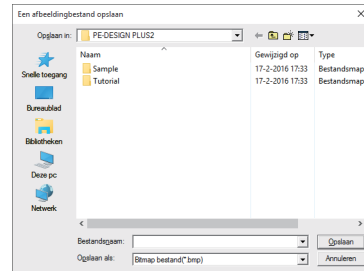 Een afbeeldingbestand opslaan
Opslaan in: PE-DESIGN PLUS2
Naam Gewijzigd op Type
Sample 17-2-2016 17:33 Bestandsmap
Tutorial 17-2-2016 17:33 Bestandsmap
Snelle toegang
Bureaublad
Bibliotheken
Deze pc
Netwerk
Bestandsnaam: Opslaan
Opslaan als: Bitmap bestand(*.bmp) Annuleren